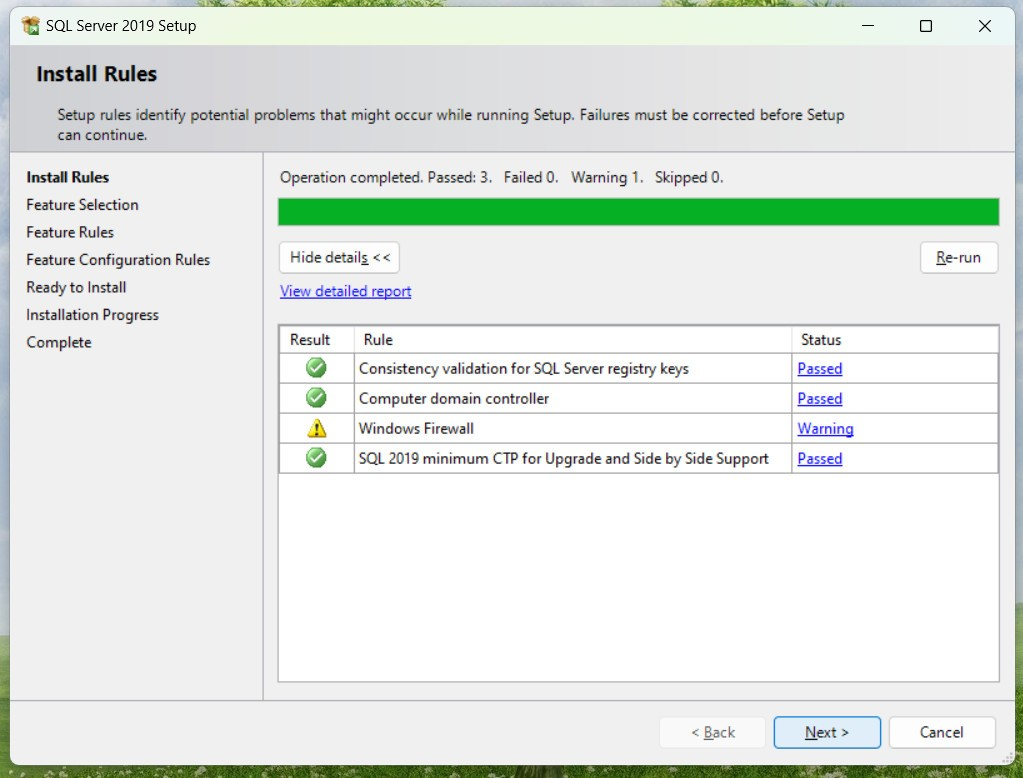 SQL Server 2019 Setup
Install Rules
Setup rules identify potential problems that might occur while running Setup. Failures must be corrected before Setup
can continue.
Install Rules
Feature Selection
Feature Rules
Feature Configuration Rules
Ready to Install
Installation Progress
Complete
Operation completed. Passed: 3.   Failed 0.   Warning 1.   Skipped 0.
Hide details <<
Re-run
View detailed report
Result Rule Status
Consistency validation for SQL Server registry keys Passed
Computer domain controller Passed
Windows Firewall Warning
SQL 2019 minimum CTP for Upgrade and Side by Side Support Passed
< Back Next > Cancel